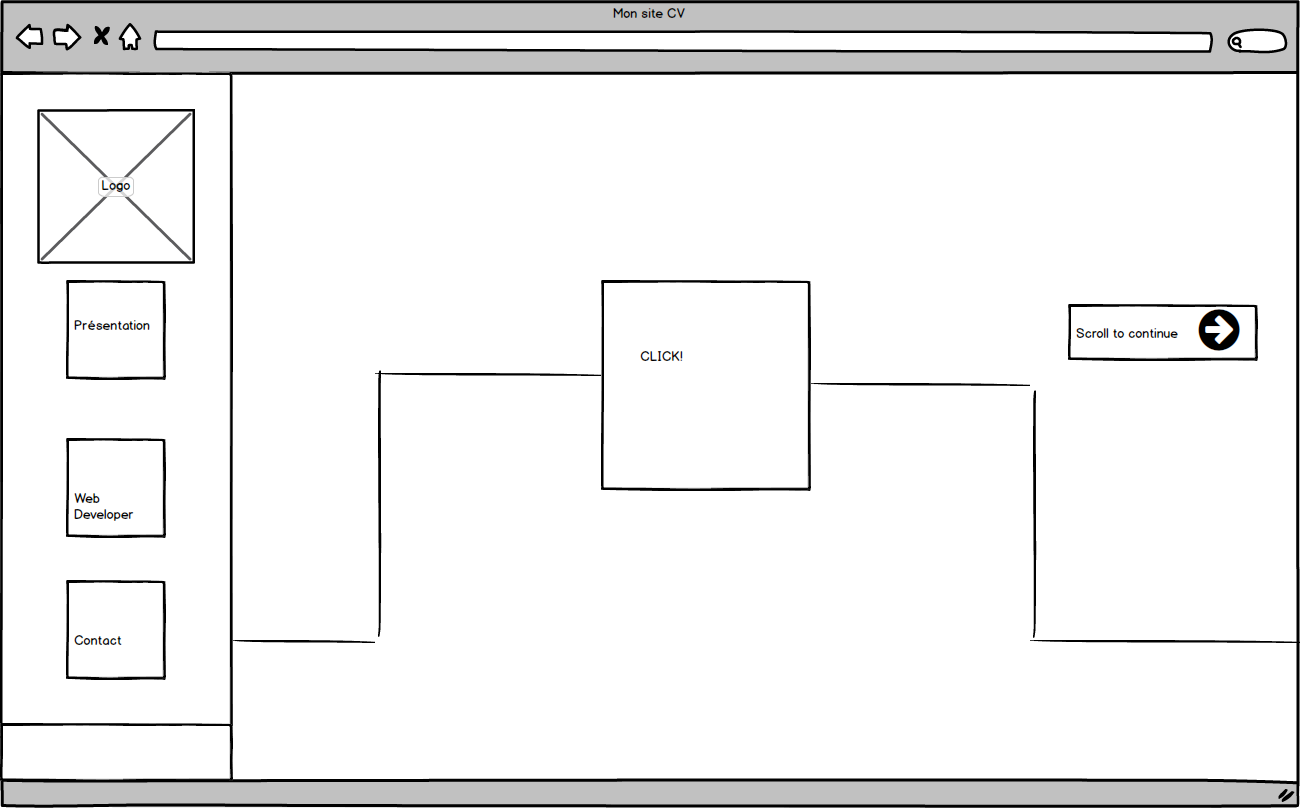 Mon site CV
Logo
Présentation
CLICK!
Scroll to continue
Web
Developer
Contact